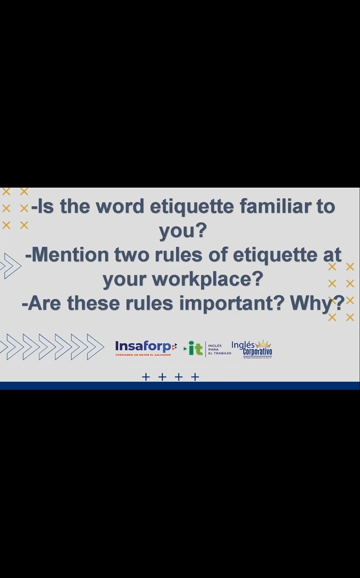 -Is the word etiquette familiar to
you?
-Mention two rules of etiquette at
your workplace?
-Are these rules important? Why?
Insaforp
it
INGLÉS
PARA
EL TRABAJO
Inglés
Corporativo